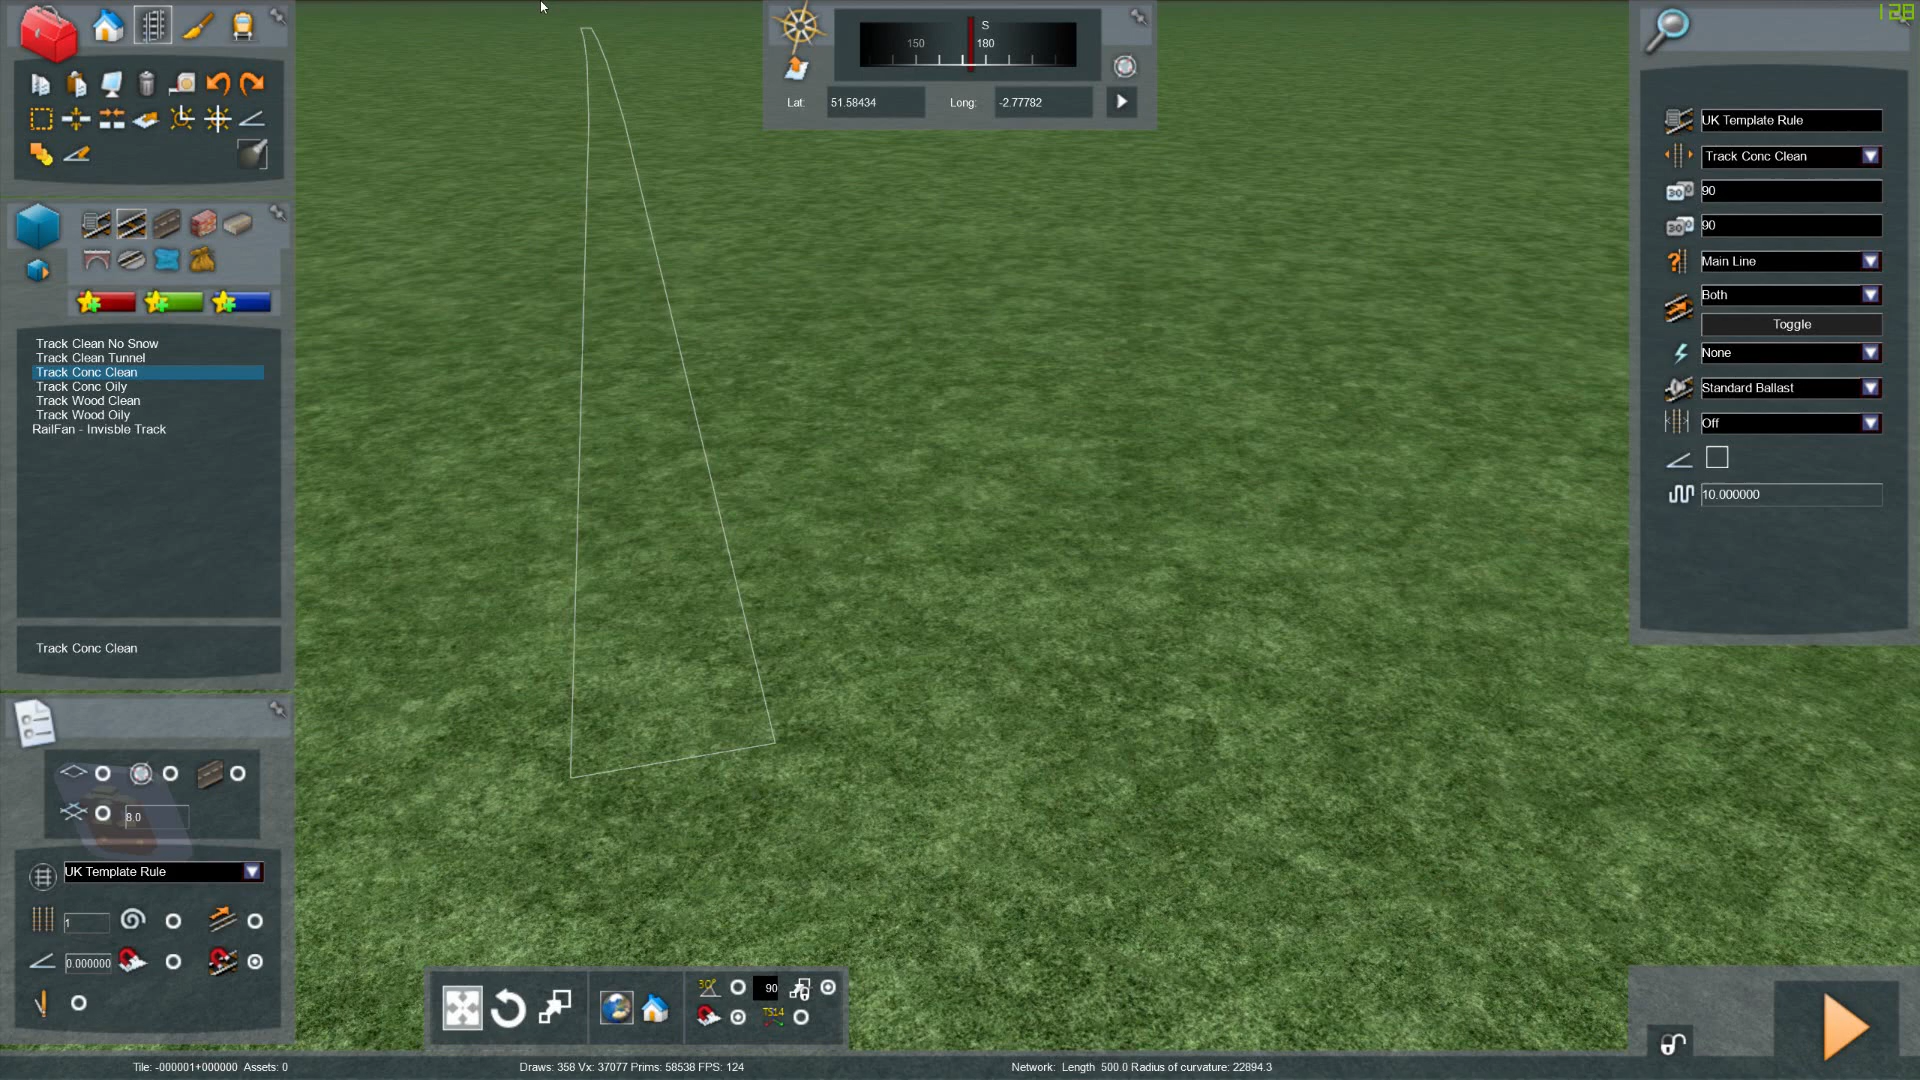 S
150
180
Lat:
51.58434
Long:
-2.77782
128
Track Clean No Snow
Track Clean Tunnel
Track Conc Clean
Track Conc Oily
Track Wood Clean
Track Wood Oily
RailFan - Invisble Track
Track Conc Clean
8.0
UK Template Rule
1
0.000000
UK Template Rule
Track Conc Clean
30
90
30
90
Main Line
Both
Toggle
None
Standard Ballast
Off
10.000000
30°
90
TS14
Tile: -000001+000000 Assets: 0
Draws: 358 Vx: 37077 Prims: 58538 FPS: 124
Network: Length 500.0 Radius of curvature: 22894.3